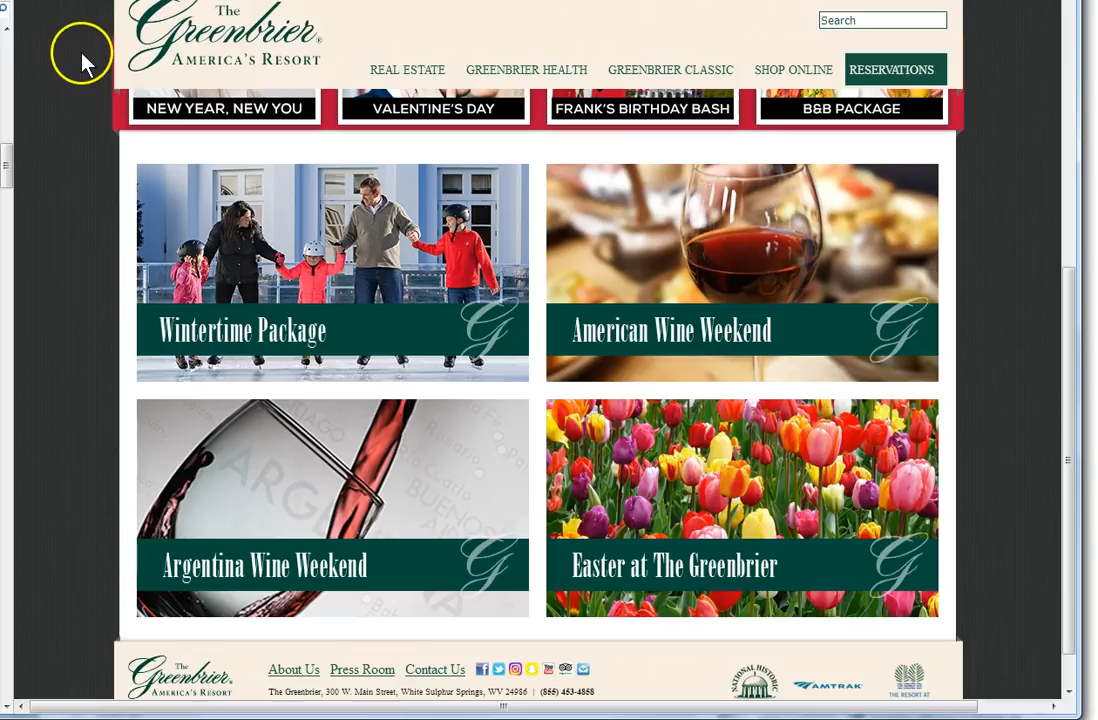 The
Greenbrier
AMERICA'S RESORT
Search
REAL ESTATE GREENBRIER HEALTH GREENBRIER CLASSIC SHOP ONLINE RESERVATIONS
NEW YEAR, NEW YOU VALENTINE'S DAY FRANK'S BIRTHDAY BASH B&B PACKAGE
Wintertime Package
G
American Wine Weekend
G
Argentina Wine Weekend
G
Easter at The Greenbrier
G
The
Greenbrier
AMERICA'S RESORT
About Us Press Room Contact Us
The Greenbrier, 300 W. Main Street, White Sulphur Springs, WV 24986 | (855) 453-4858
NATIONAL HISTORIC
AMTRAK
THE RESORT AT